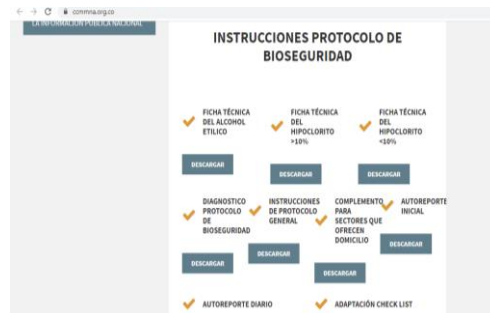 ccmmna.org.co
LA INFORMACIÓN PÚBLICA NACIONAL
INSTRUCCIONES PROTOCOLO DE
BIOSEGURIDAD
FICHA TÉCNICA
DEL ALCOHOL
ETILICO
DESCARGAR
FICHA TÉCNICA
DEL
HIPOCLORITO
>10%
DESCARGAR
FICHA TÉCNICA
DEL
HIPOCLORITO
<10%
DESCARGAR
DIAGNOSTICO
PROTOCOLO
DE
BIOSEGURIDAD
DESCARGAR
INSTRUCCIONES
DE PROTOCOLO
GENERAL
DESCARGAR
COMPLEMENTO
PARA
SECTORES QUE
OFRECEN
DOMICILIO
DESCARGAR
AUTOREPORTE
INICIAL
DESCARGAR
AUTOREPORTE DIARIO
ADAPTACIÓN CHECK LIST